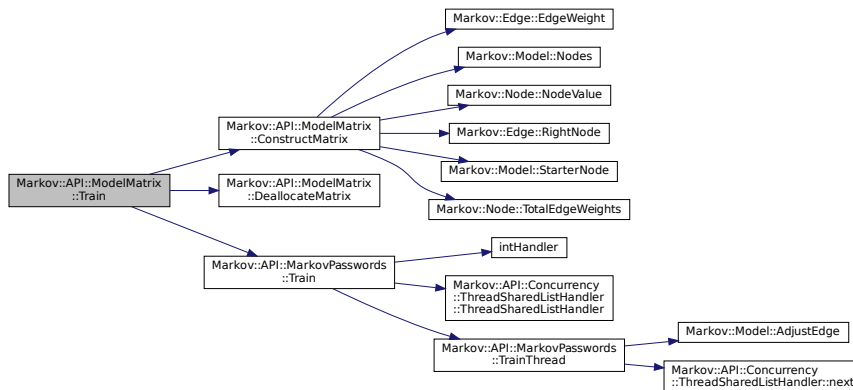 Markov::Edge::EdgeWeight
Markov::Model::Nodes
Markov::Node::NodeValue
Markov::API::ModelMatrix
::ConstructMatrix
Markov::Edge::RightNode
Markov::Model::StarterNode
Markov::API::ModelMatrix
::Train
Markov::API::ModelMatrix
::DeallocateMatrix
Markov::Node::TotalEdgeWeights
Markov::API::MarkovPasswords
::Train
intHandler
Markov::API::Concurrency
::ThreadSharedListHandler
::ThreadSharedListHandler
Markov::API::MarkovPasswords
::TrainThread
Markov::Model::AdjustEdge
Markov::API::Concurrency
::ThreadSharedListHandler::next